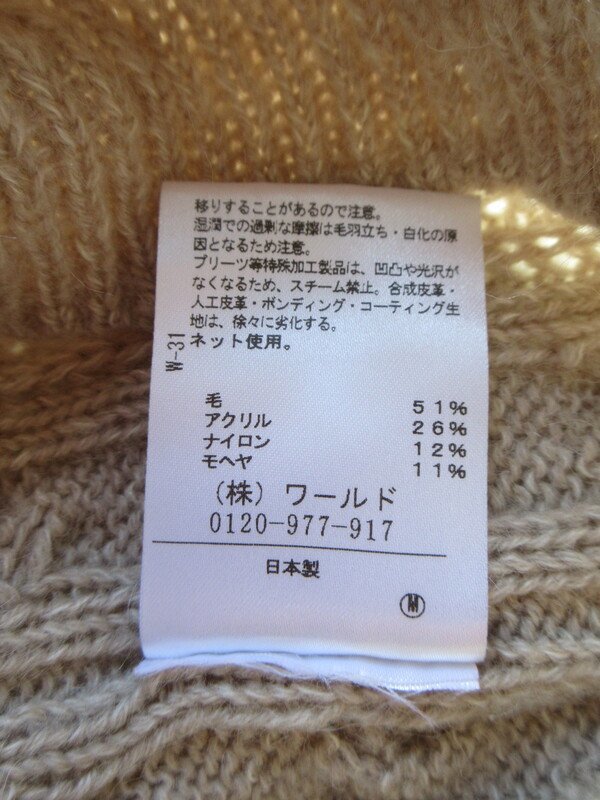 移りすることがあるので注意。
湿潤での過剰な摩擦は毛羽立ち・白化の原
因となるため注意。
プリーツ等特殊加工製品は、凹凸や光沢が
なくなるため、スチーム禁止。合成皮革・
人工皮革・ボンディング・コーティング生
地は、徐々に劣化する。
ネット使用。
W-31
毛 51%
アクリル 26%
ナイロン 12%
モヘヤ 11%
(株) ワールド
0120-977-917
日本製
Ⓜ